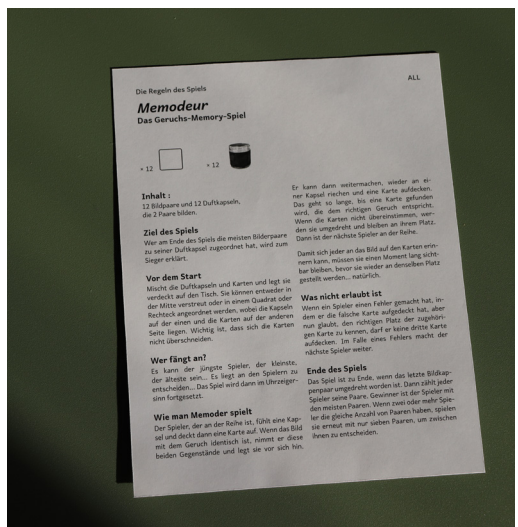 Die Regeln des Spiels
ALL
Memodeur
Das Geruchs-Memory-Spiel
× 12
× 12
Inhalt :
12 Bildpaare und 12 Duftkapseln,
die 2 Paare bilden.
Ziel des Spiels
Wer am Ende des Spiels die meisten Bilderpaare
zu seiner Duftkapsel zugeordnet hat, wird zum
Sieger erklärt.
Vor dem Start
Mischt die Duftkapseln und Karten und legt sie
verdeckt auf den Tisch. Sie können entweder in
der Mitte verstreut oder in einem Quadrat oder
Rechteck angeordnet werden, wobei die Kapseln
auf der einen und die Karten auf der anderen
Seite liegen. Wichtig ist, dass sich die Karten
nicht überschneiden.
Wer fängt an?
Es kann der jüngste Spieler, der kleinste,
der älteste sein... Es liegt an den Spielern zu
entscheiden... Das Spiel wird dann im Uhrzeiger-
sinn fortgesetzt.
Wie man Memoder spielt
Der Spieler, der an der Reihe ist, fühlt eine Kap-
sel und deckt dann eine Karte auf. Wenn das Bild
mit dem Geruch identisch ist, nimmt er diese
beiden Gegenstände und legt sie vor sich hin.
Er kann dann weitermachen, wieder an ei-
ner Kapsel riechen und eine Karte aufdecken.
Das geht so lange, bis eine Karte gefunden
wird, die dem richtigen Geruch entspricht.
Wenn die Karten nicht übereinstimmen, wer-
den sie umgedreht und bleiben an ihrem Platz.
Dann ist der nächste Spieler an der Reihe.
Damit sich jeder an das Bild auf den Karten erin-
nern kann, müssen sie einen Moment lang sicht-
bar bleiben, bevor sie wieder an denselben Platz
gestellt werden... natürlich.
Was nicht erlaubt ist
Wenn ein Spieler einen Fehler gemacht hat, in-
dem er die falsche Karte aufgedeckt hat, aber
nun glaubt, den richtigen Platz der zugehöri-
gen Karte zu kennen, darf er keine dritte Karte
aufdecken. Im Falle eines Fehlers macht der
nächste Spieler weiter.
Ende des Spiels
Das Spiel ist zu Ende, wenn das letzte Bildkap-
penpaar umgedreht worden ist. Dann zählt jeder
Spieler seine Paare. Gewinner ist der Spieler mit
den meisten Paaren. Wenn zwei oder mehr Spie-
ler die gleiche Anzahl von Paaren haben, spielen
sie erneut mit nur sieben Paaren, um zwischen
ihnen zu entscheiden.